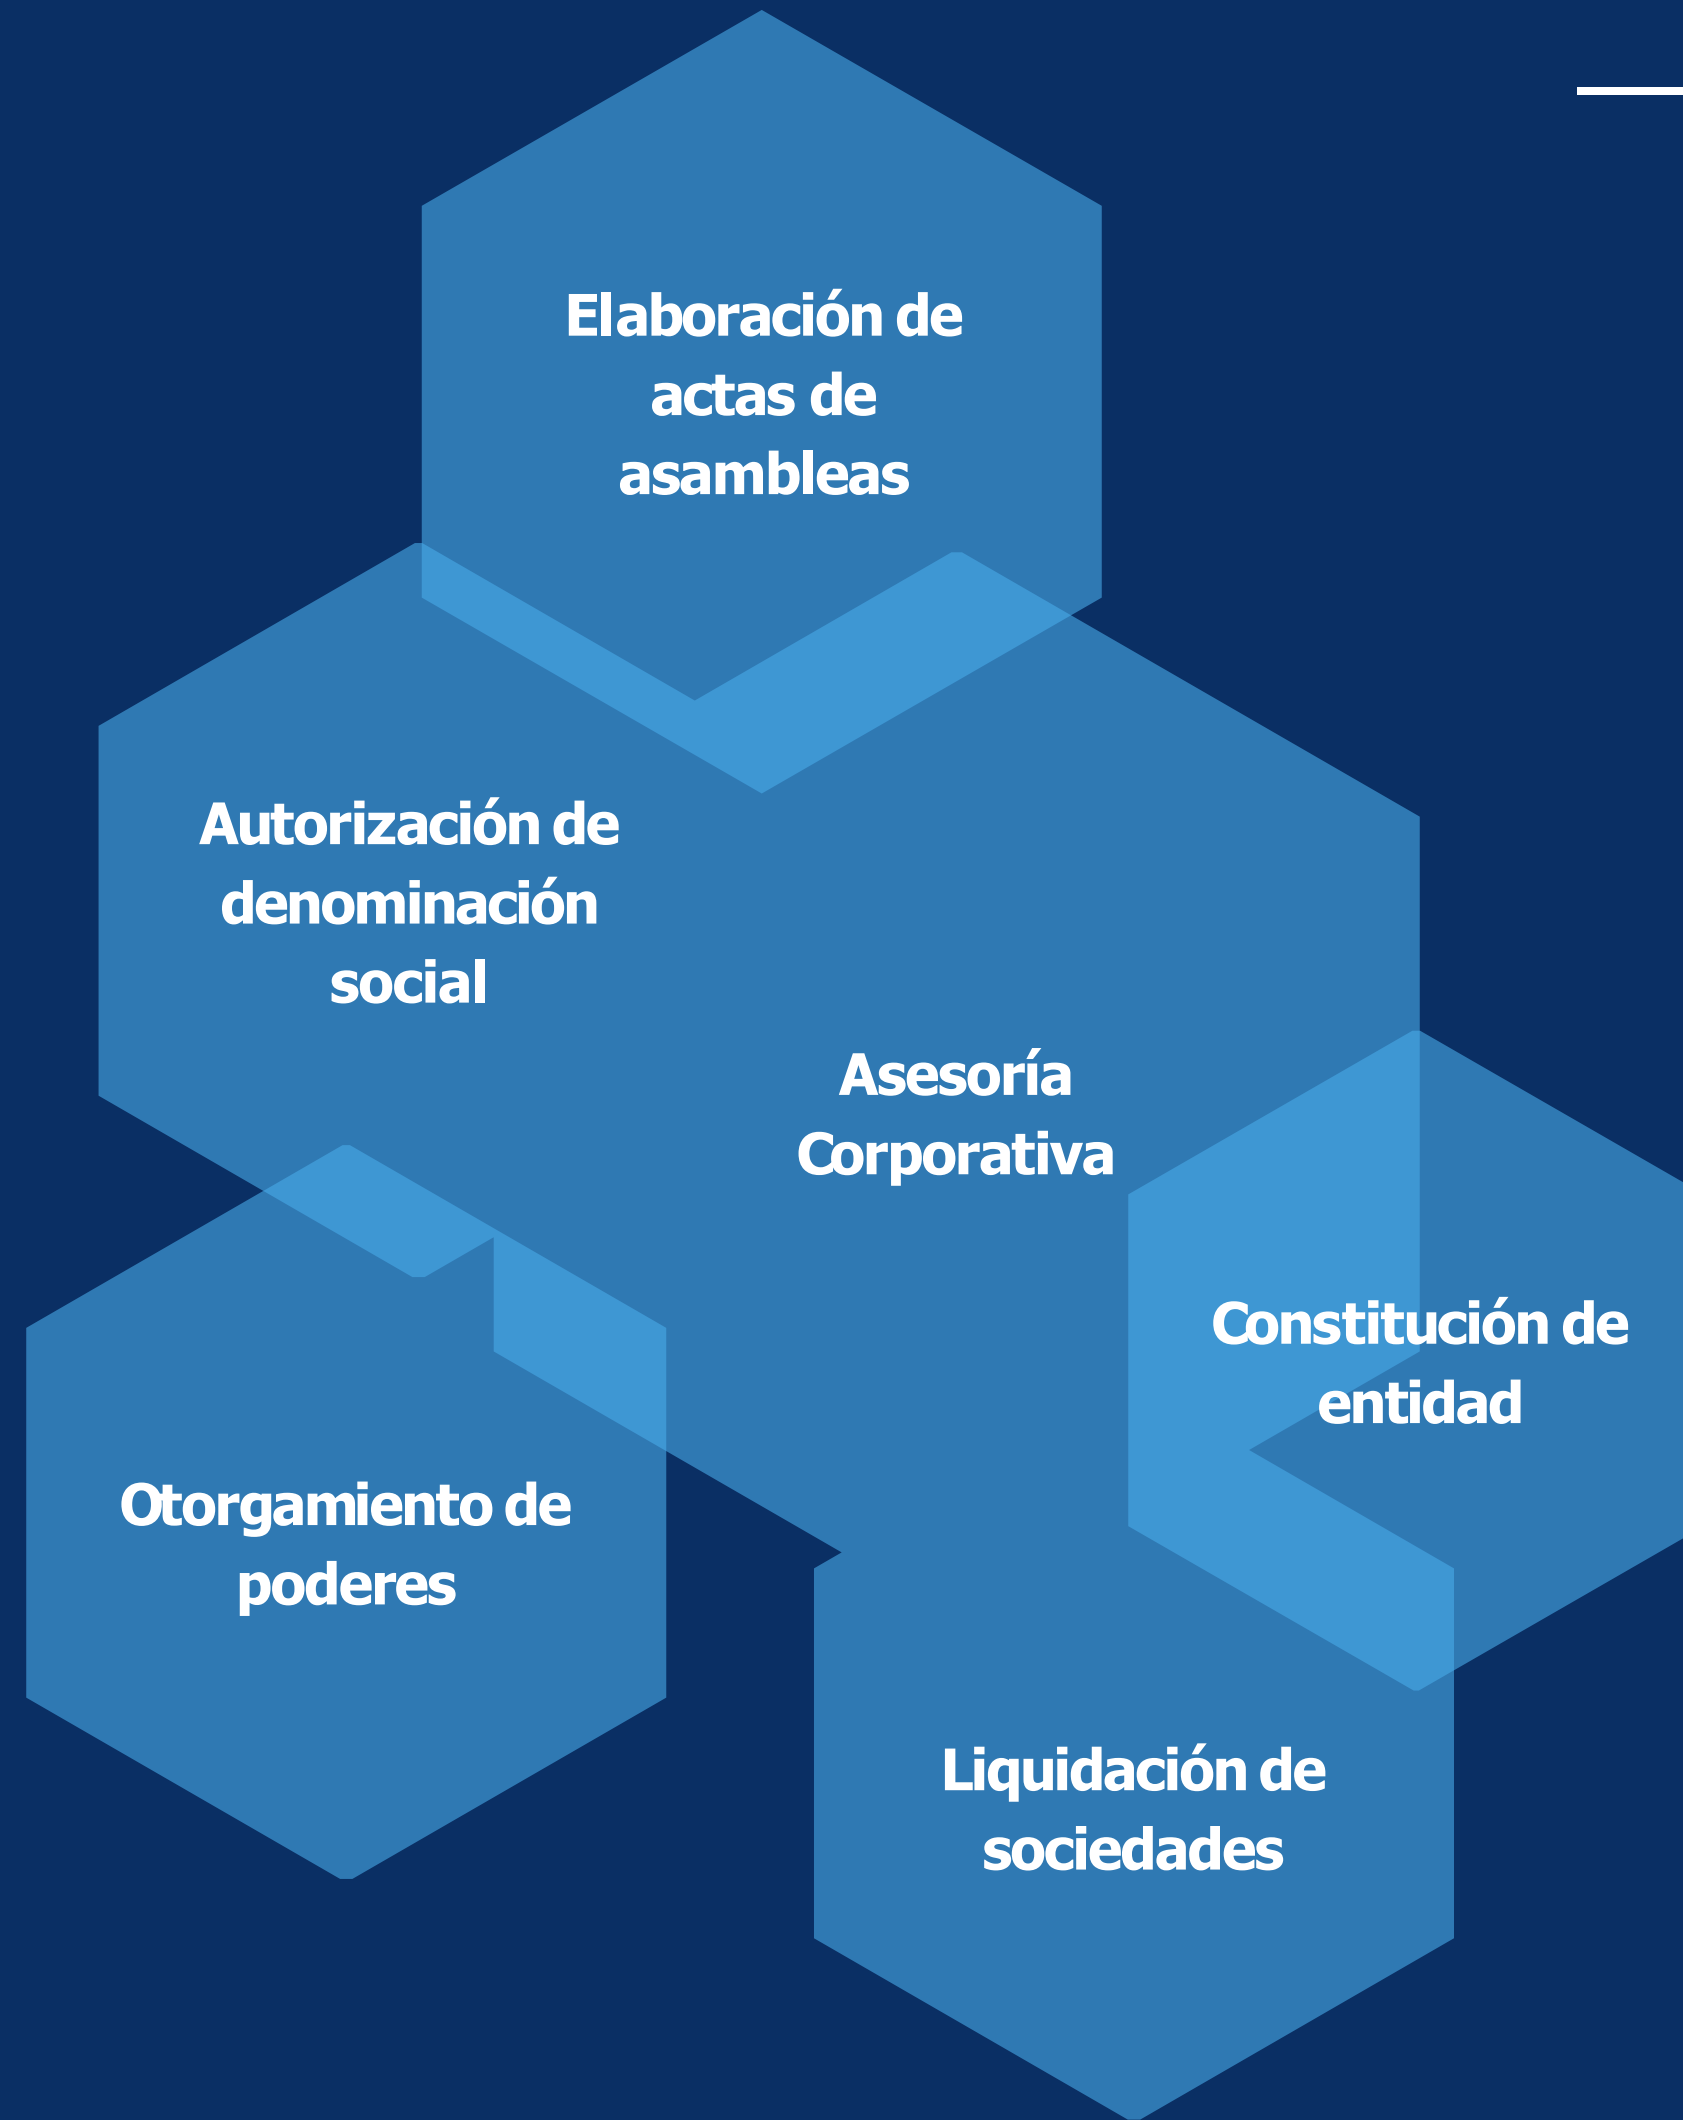 Elaboración de
actas de
asambleas
Autorización de
denominación
social
Asesoría
Corporativa
Constitución de
entidad
Otorgamiento de
poderes
Liquidación de
sociedades